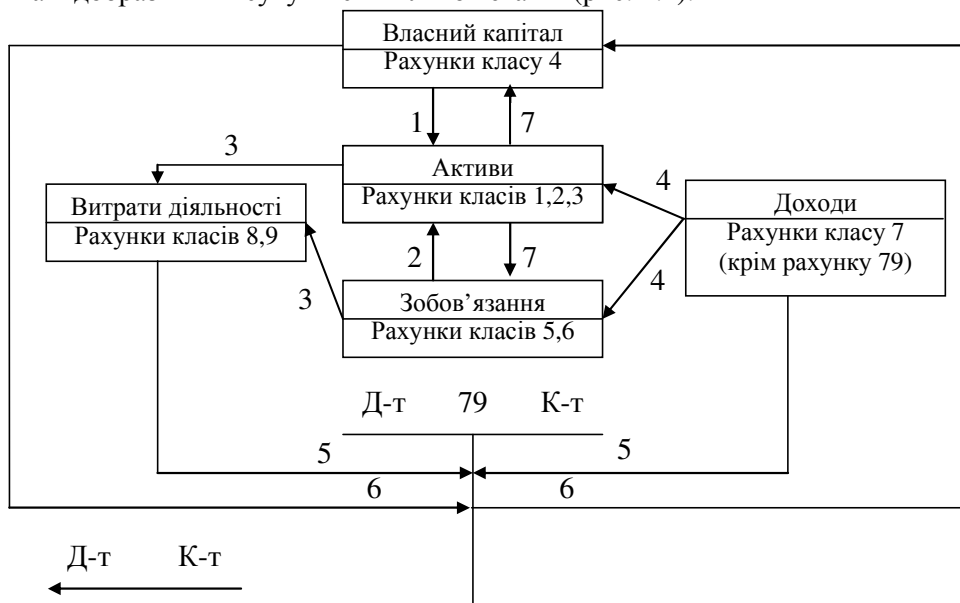 Власний капітал
Рахунки класу 4
1 7
3
Активи
Рахунки класів 1,2,3
4
Витрати діяльності
Рахунки класів 8,9
Доходи
Рахунки класу 7
(крім рахунку 79)
2 7
3
4
Зобов’язання
Рахунки класів 5,6
Д-т 79 К-т
5 5
6 6
Д-т К-т